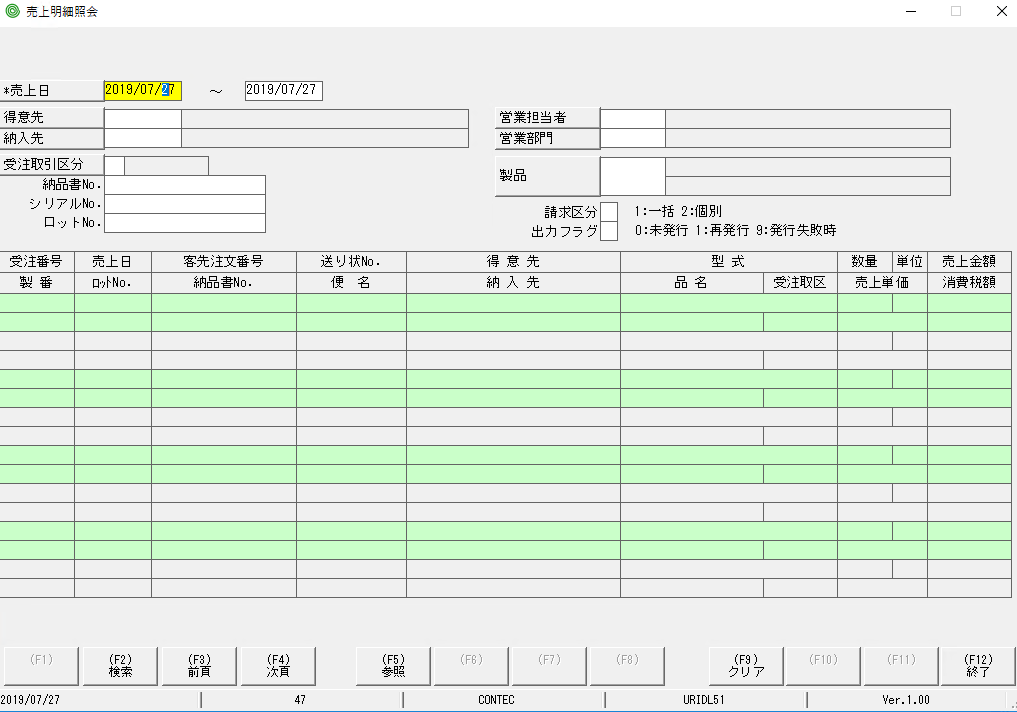 売上明細照会
*売上日 2019/07/27 ～ 2019/07/27
得意先 営業担当者
納入先 営業部門
受注取引区分 製品
納品書No.
シリアルNo. 請求区分 1:一括 2:個別
ロットNo. 出力フラグ 0:未発行 1:再発行 9:発行失敗時
受注番号 売上日 客先注文番号 送り状No. 得 意 先 型 式 数量 単位 売上金額
製 番 ﾛｯﾄNo. 納品書No. 便 名 納 入 先 品 名 受注取区 売上単価 消費税額
(F1) (F2) (F3) (F4) (F5) (F6) (F7) (F8) (F9) (F10) (F11) (F12)
検索 前頁 次頁 参照 クリア 終了
2019/07/27 47 CONTEC URIDL51 Ver.1.00